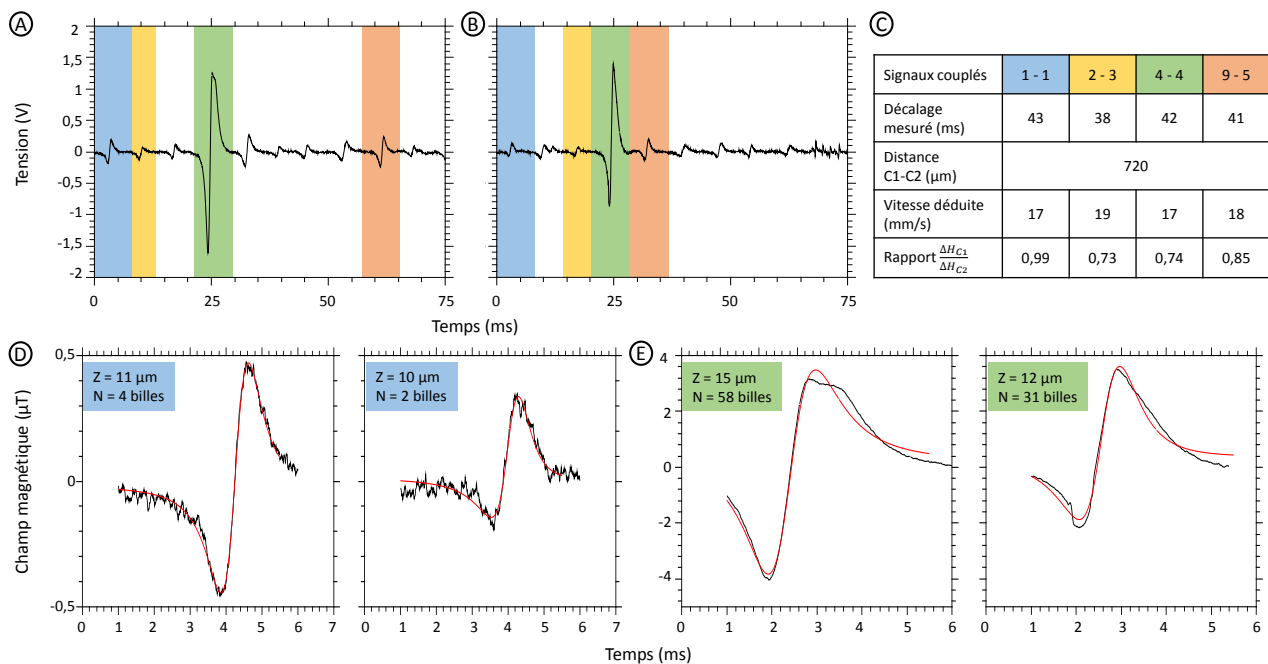 A
B
C
2
1,5
1
0,5
0
-0,5
-1
-1,5
-2
Tension (V)
0
25
50
75
0
25
50
75
Temps (ms)
Signaux couplés
1 - 1
2 - 3
4 - 4
9 - 5
Décalage
mesuré (ms)
43
38
42
41
Distance
C1-C2 (µm)
720
Vitesse déduite
(mm/s)
17
19
17
18
Rapport ΔH_C1/ΔH_C2
0,99
0,73
0,74
0,85
D
E
0,5
0
-0,5
Champ magnétique (µT)
Z = 11 µm
N = 4 billes
0 1 2 3 4 5 6 7
Z = 10 µm
N = 2 billes
0 1 2 3 4 5 6 7
4
2
0
-2
-4
Z = 15 µm
N = 58 billes
0 1 2 3 4 5 6
Z = 12 µm
N = 31 billes
0 1 2 3 4 5 6
Temps (ms)